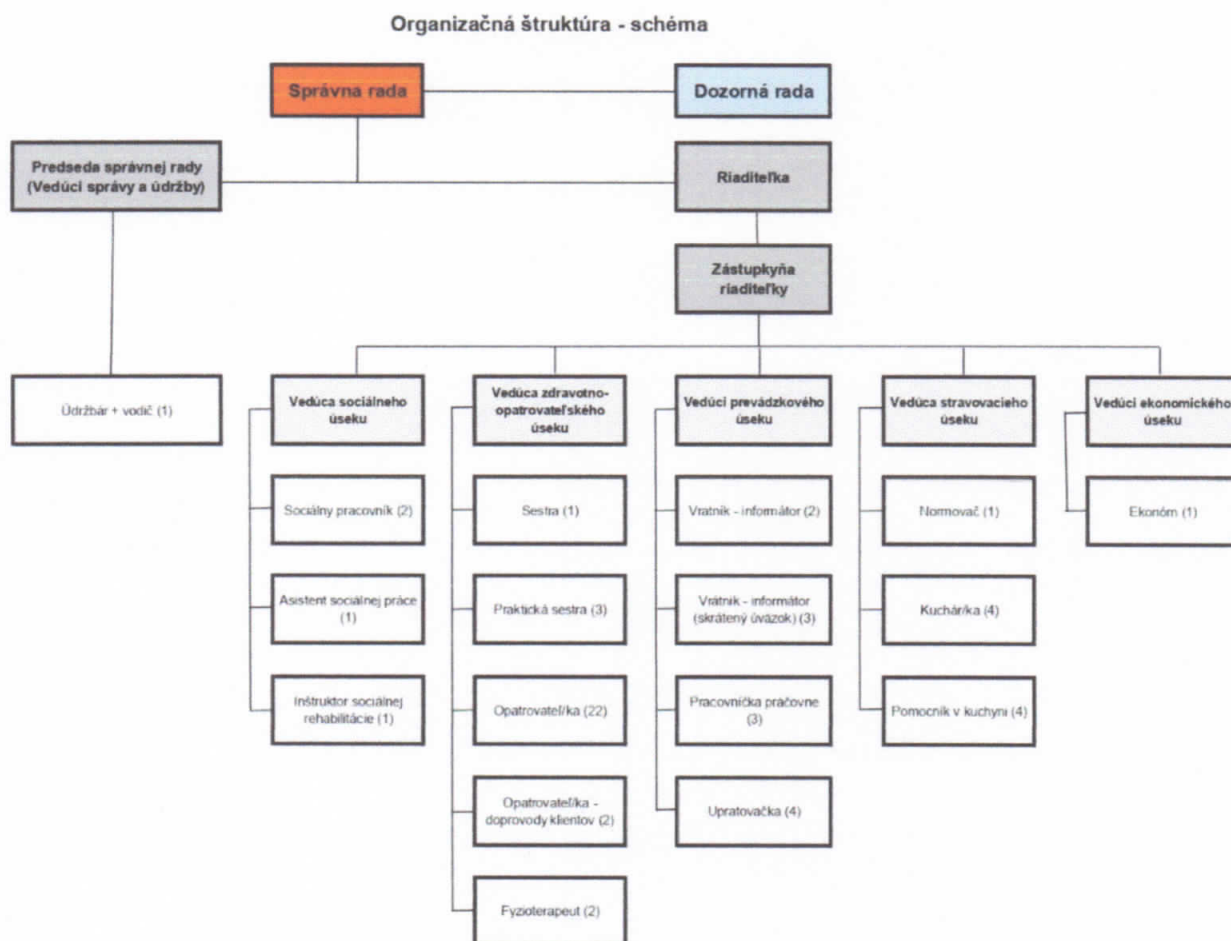 Organizačná štruktúra - schéma
Správna rada
Dozorná rada
Predseda správnej rady
(Vedúci správy a údržby)
Riaditeľka
Zástupkyňa
riaditeľky
Údržbár + vodič (1)
Vedúca sociálneho
úseku
Vedúca zdravotno-
opatrovateľského
úseku
Vedúci prevádzkového
úseku
Vedúca stravovacieho
úseku
Vedúci ekonomického
úseku
Sociálny pracovník (2)
Sestra (1)
Vratník - informátor (2)
Normovač (1)
Ekonóm (1)
Asistent sociálnej práce
(1)
Praktická sestra (3)
Vrátnik - informátor
(skrátený úväzok) (3)
Kuchár/ka (4)
Inštruktor sociálnej
rehabilitácie (1)
Opatrovateľ/ka (22)
Pracovníčka práčovne
(3)
Pomocník v kuchyni (4)
Opatrovateľ/ka -
doprovody klientov (2)
Upratovačka (4)
Fyzioterapeut (2)